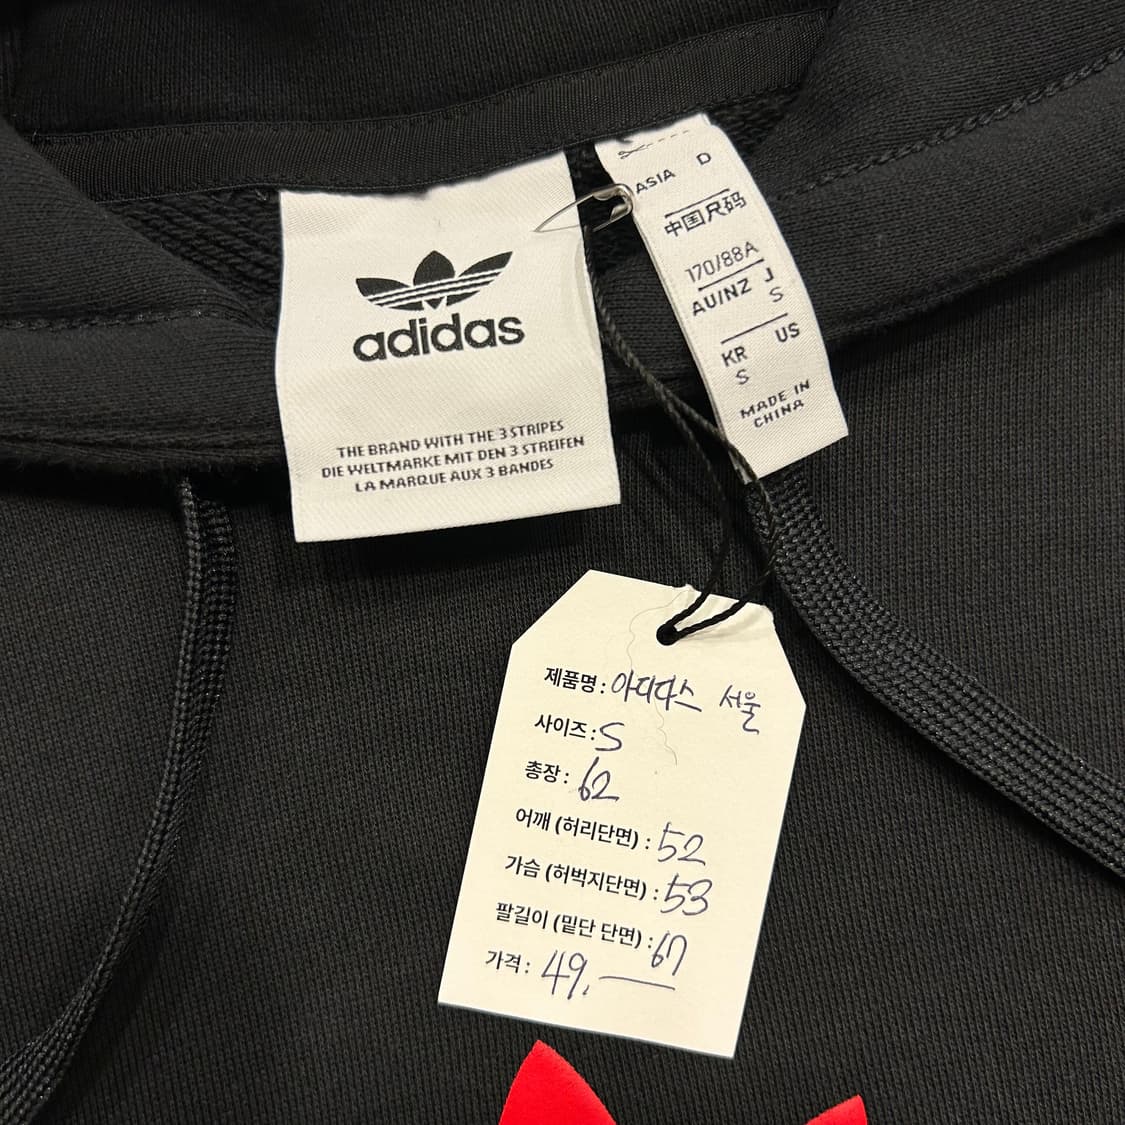 adidas
THE BRAND WITH THE 3 STRIPES
DIE WELTMARKE MIT DEN 3 STREIFEN
LA MARQUE AUX 3 BANDES
ASIA D
中国尺码
170/88A
AU/NZ J
S
KR US
S
MADE IN
CHINA
제품명: 아디다스 서울
사이즈: S
총장: 62
어깨 (허리단면): 52
가슴 (허벅지단면): 53
팔길이 (밑단 단면): 67
가격: 49,—